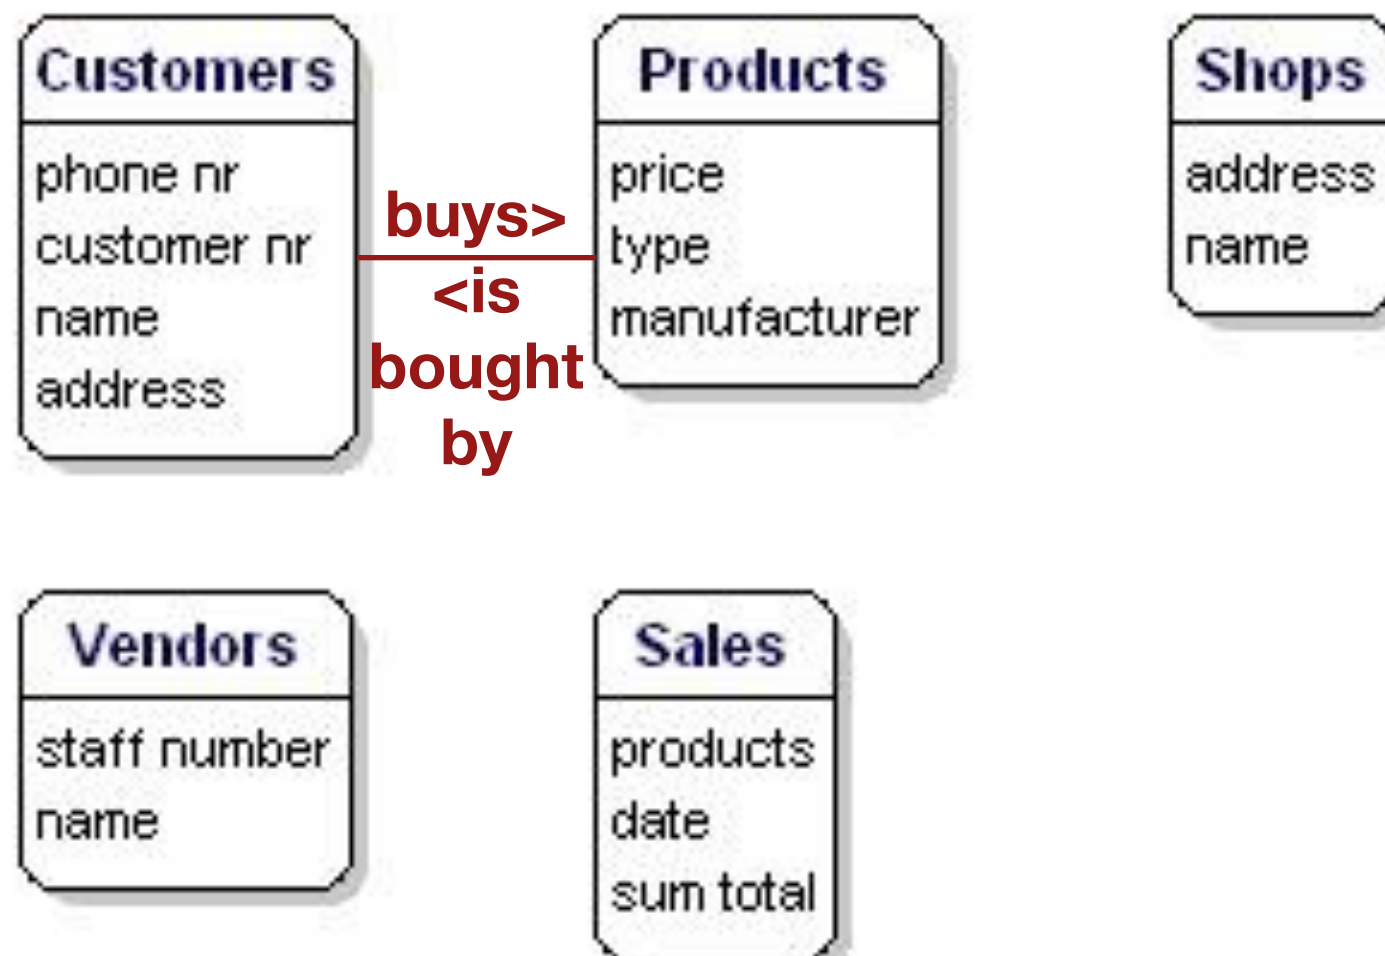 Customers
phone nr
customer nr
name
address
buys>
<is
bought
by
Products
price
type
manufacturer
Shops
address
name
Vendors
staff number
name
Sales
products
date
sum total